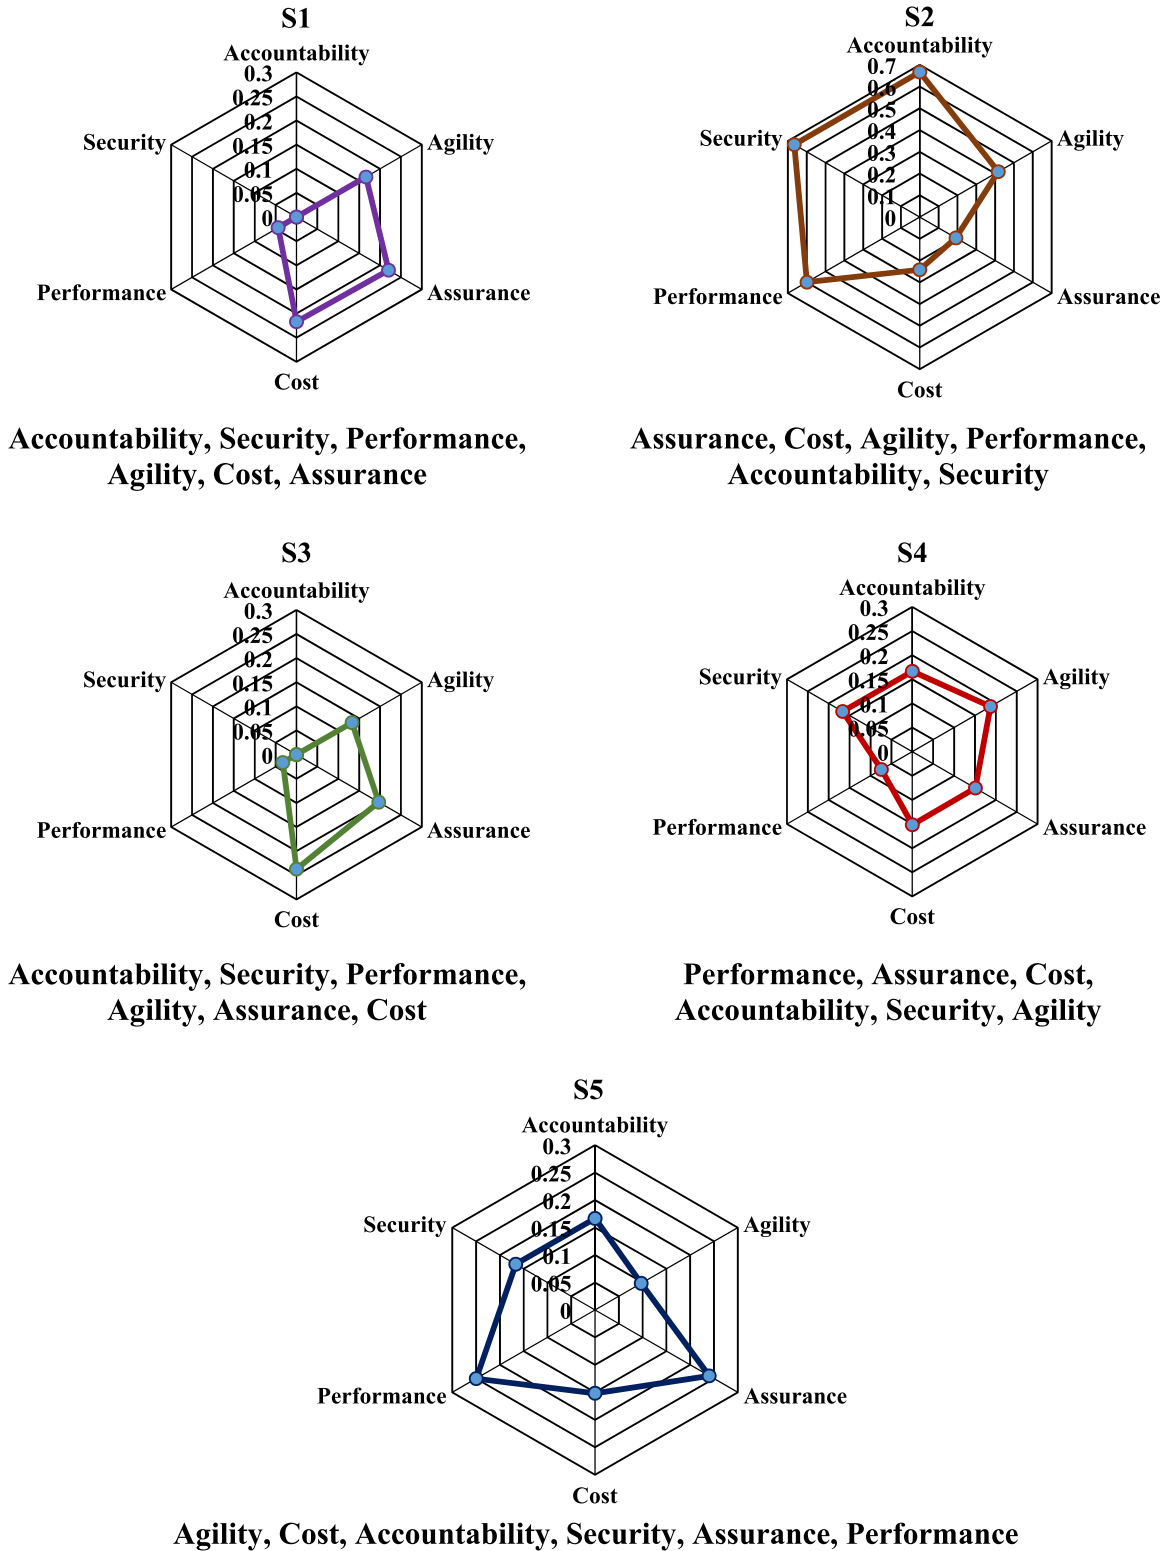 S1
Accountability
0.3
0.25
0.2
0.15
0.1
0.05
0
Security
Agility
Performance
Assurance
Cost
Accountability, Security, Performance,
Agility, Cost, Assurance
S2
Accountability
0.7
0.6
0.5
0.4
0.3
0.2
0.1
0
Security
Agility
Performance
Assurance
Cost
Assurance, Cost, Agility, Performance,
Accountability, Security
S3
Accountability
0.3
0.25
0.2
0.15
0.1
0.05
0
Security
Agility
Performance
Assurance
Cost
Accountability, Security, Performance,
Agility, Assurance, Cost
S4
Accountability
0.3
0.25
0.2
0.15
0.1
0.05
0
Security
Agility
Performance
Assurance
Cost
Performance, Assurance, Cost,
Accountability, Security, Agility
S5
Accountability
0.3
0.25
0.2
0.15
0.1
0.05
0
Security
Agility
Performance
Assurance
Cost
Agility, Cost, Accountability, Security, Assurance, Performance